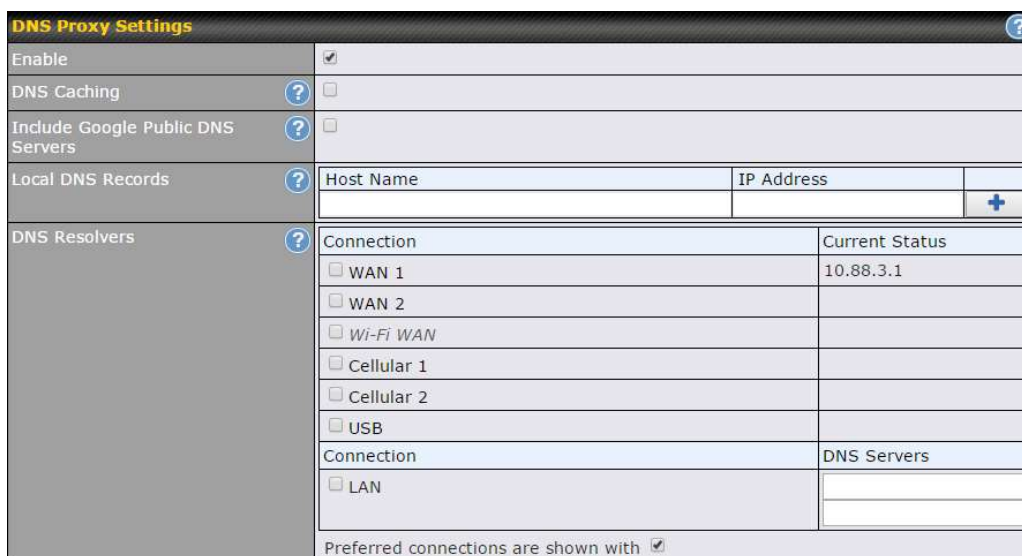 DNS Proxy Settings
?
Enable
DNS Caching ?
Include Google Public DNS ?
Servers
Local DNS Records ? Host Name IP Address
DNS Resolvers ? Connection Current Status
WAN 1 10.88.3.1
WAN 2
Wi-Fi WAN
Cellular 1
Cellular 2
USB
Connection DNS Servers
LAN
Preferred connections are shown with